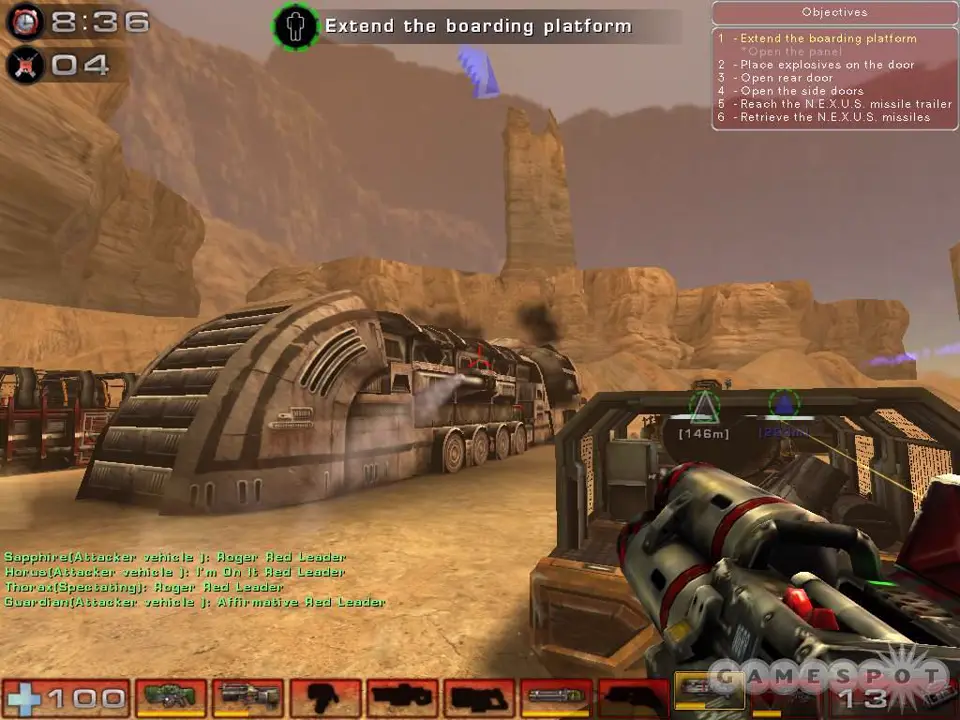 8:36
Extend the boarding platform
04
Objectives
1 -Extend the boarding platform
*Open the panel
2 -Place explosives on the door
3 -Open rear door
4 -Open the side doors
5 -Reach the N.E.X.U.S. missile trailer
6 -Retrieve the N.E.X.U.S. missiles
[146m]
Sapphire(Attacker vehicle ): Roger Red Leader
Horus(Attacker vehicle ): I'm On It Red Leader
Thorax(Spectating): Roger Red Leader
Guardian(Attacker vehicle ): Affirmative Red Leader
GAMESPOT
100
13